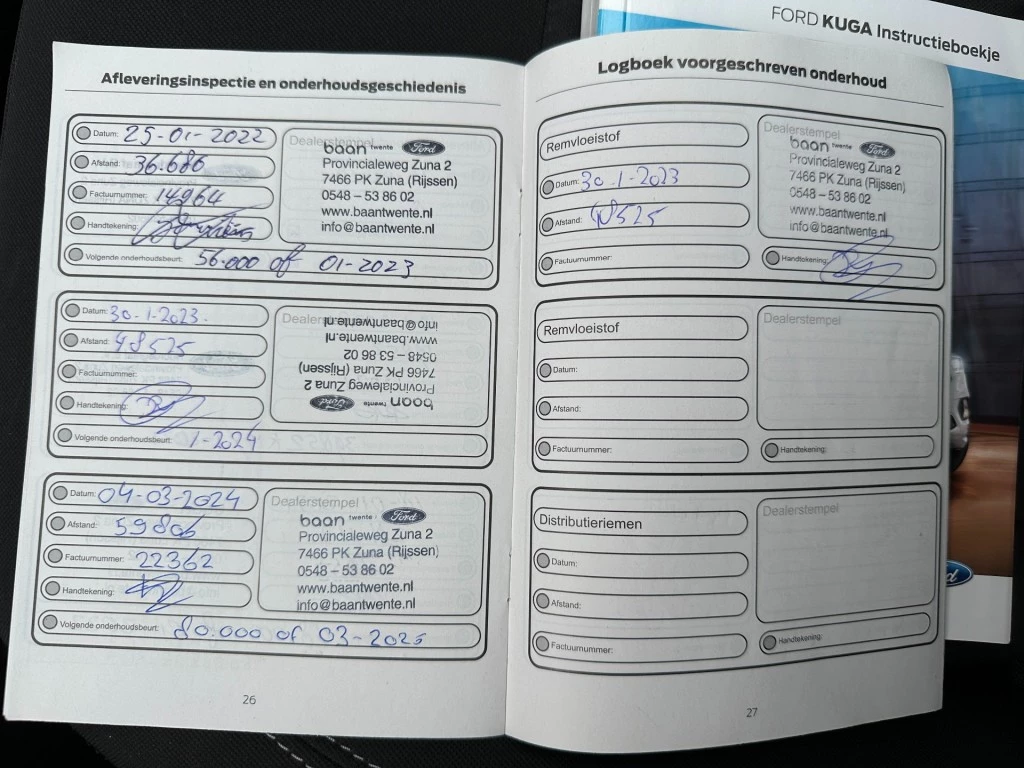 FORD KUGA Instructieboekje
Afleveringsinspectie en onderhoudsgeschiedenis
Datum: 25-01-2022
Afstand: 36.686
Factuurnummer: 14964
Handtekening:
Volgende onderhoudsbeurt: 56.000 of 01-2023
Dealerstempel
baan twente Ford
Provincialeweg Zuna 2
7466 PK Zuna (Rijssen)
0548 – 53 86 02
www.baantwente.nl
info@baantwente.nl
Datum: 30-1-2023.
Afstand: 48525
Factuurnummer:
Handtekening:
Volgende onderhoudsbeurt: 1-2024
Dealerstempel
baan twente Ford
Provincialeweg Zuna 2
7466 PK Zuna (Rijssen)
0548 – 53 86 02
www.baantwente.nl
info@baantwente.nl
Datum: 04-03-2024
Afstand: 59806
Factuurnummer: 22362
Handtekening:
Volgende onderhoudsbeurt: 80.000 of 03-2025
Dealerstempel
baan twente Ford
Provincialeweg Zuna 2
7466 PK Zuna (Rijssen)
0548 – 53 86 02
www.baantwente.nl
info@baantwente.nl
26
Logboek voorgeschreven onderhoud
Remvloeistof
Datum: 30-1-2023
Afstand: 48525
Factuurnummer:
Dealerstempel
baan twente Ford
Provincialeweg Zuna 2
7466 PK Zuna (Rijssen)
0548 – 53 86 02
www.baantwente.nl
info@baantwente.nl
Handtekening:
Remvloeistof
Datum:
Afstand:
Factuurnummer:
Dealerstempel
Handtekening:
Distributieriemen
Datum:
Afstand:
Factuurnummer:
Dealerstempel
Handtekening:
27